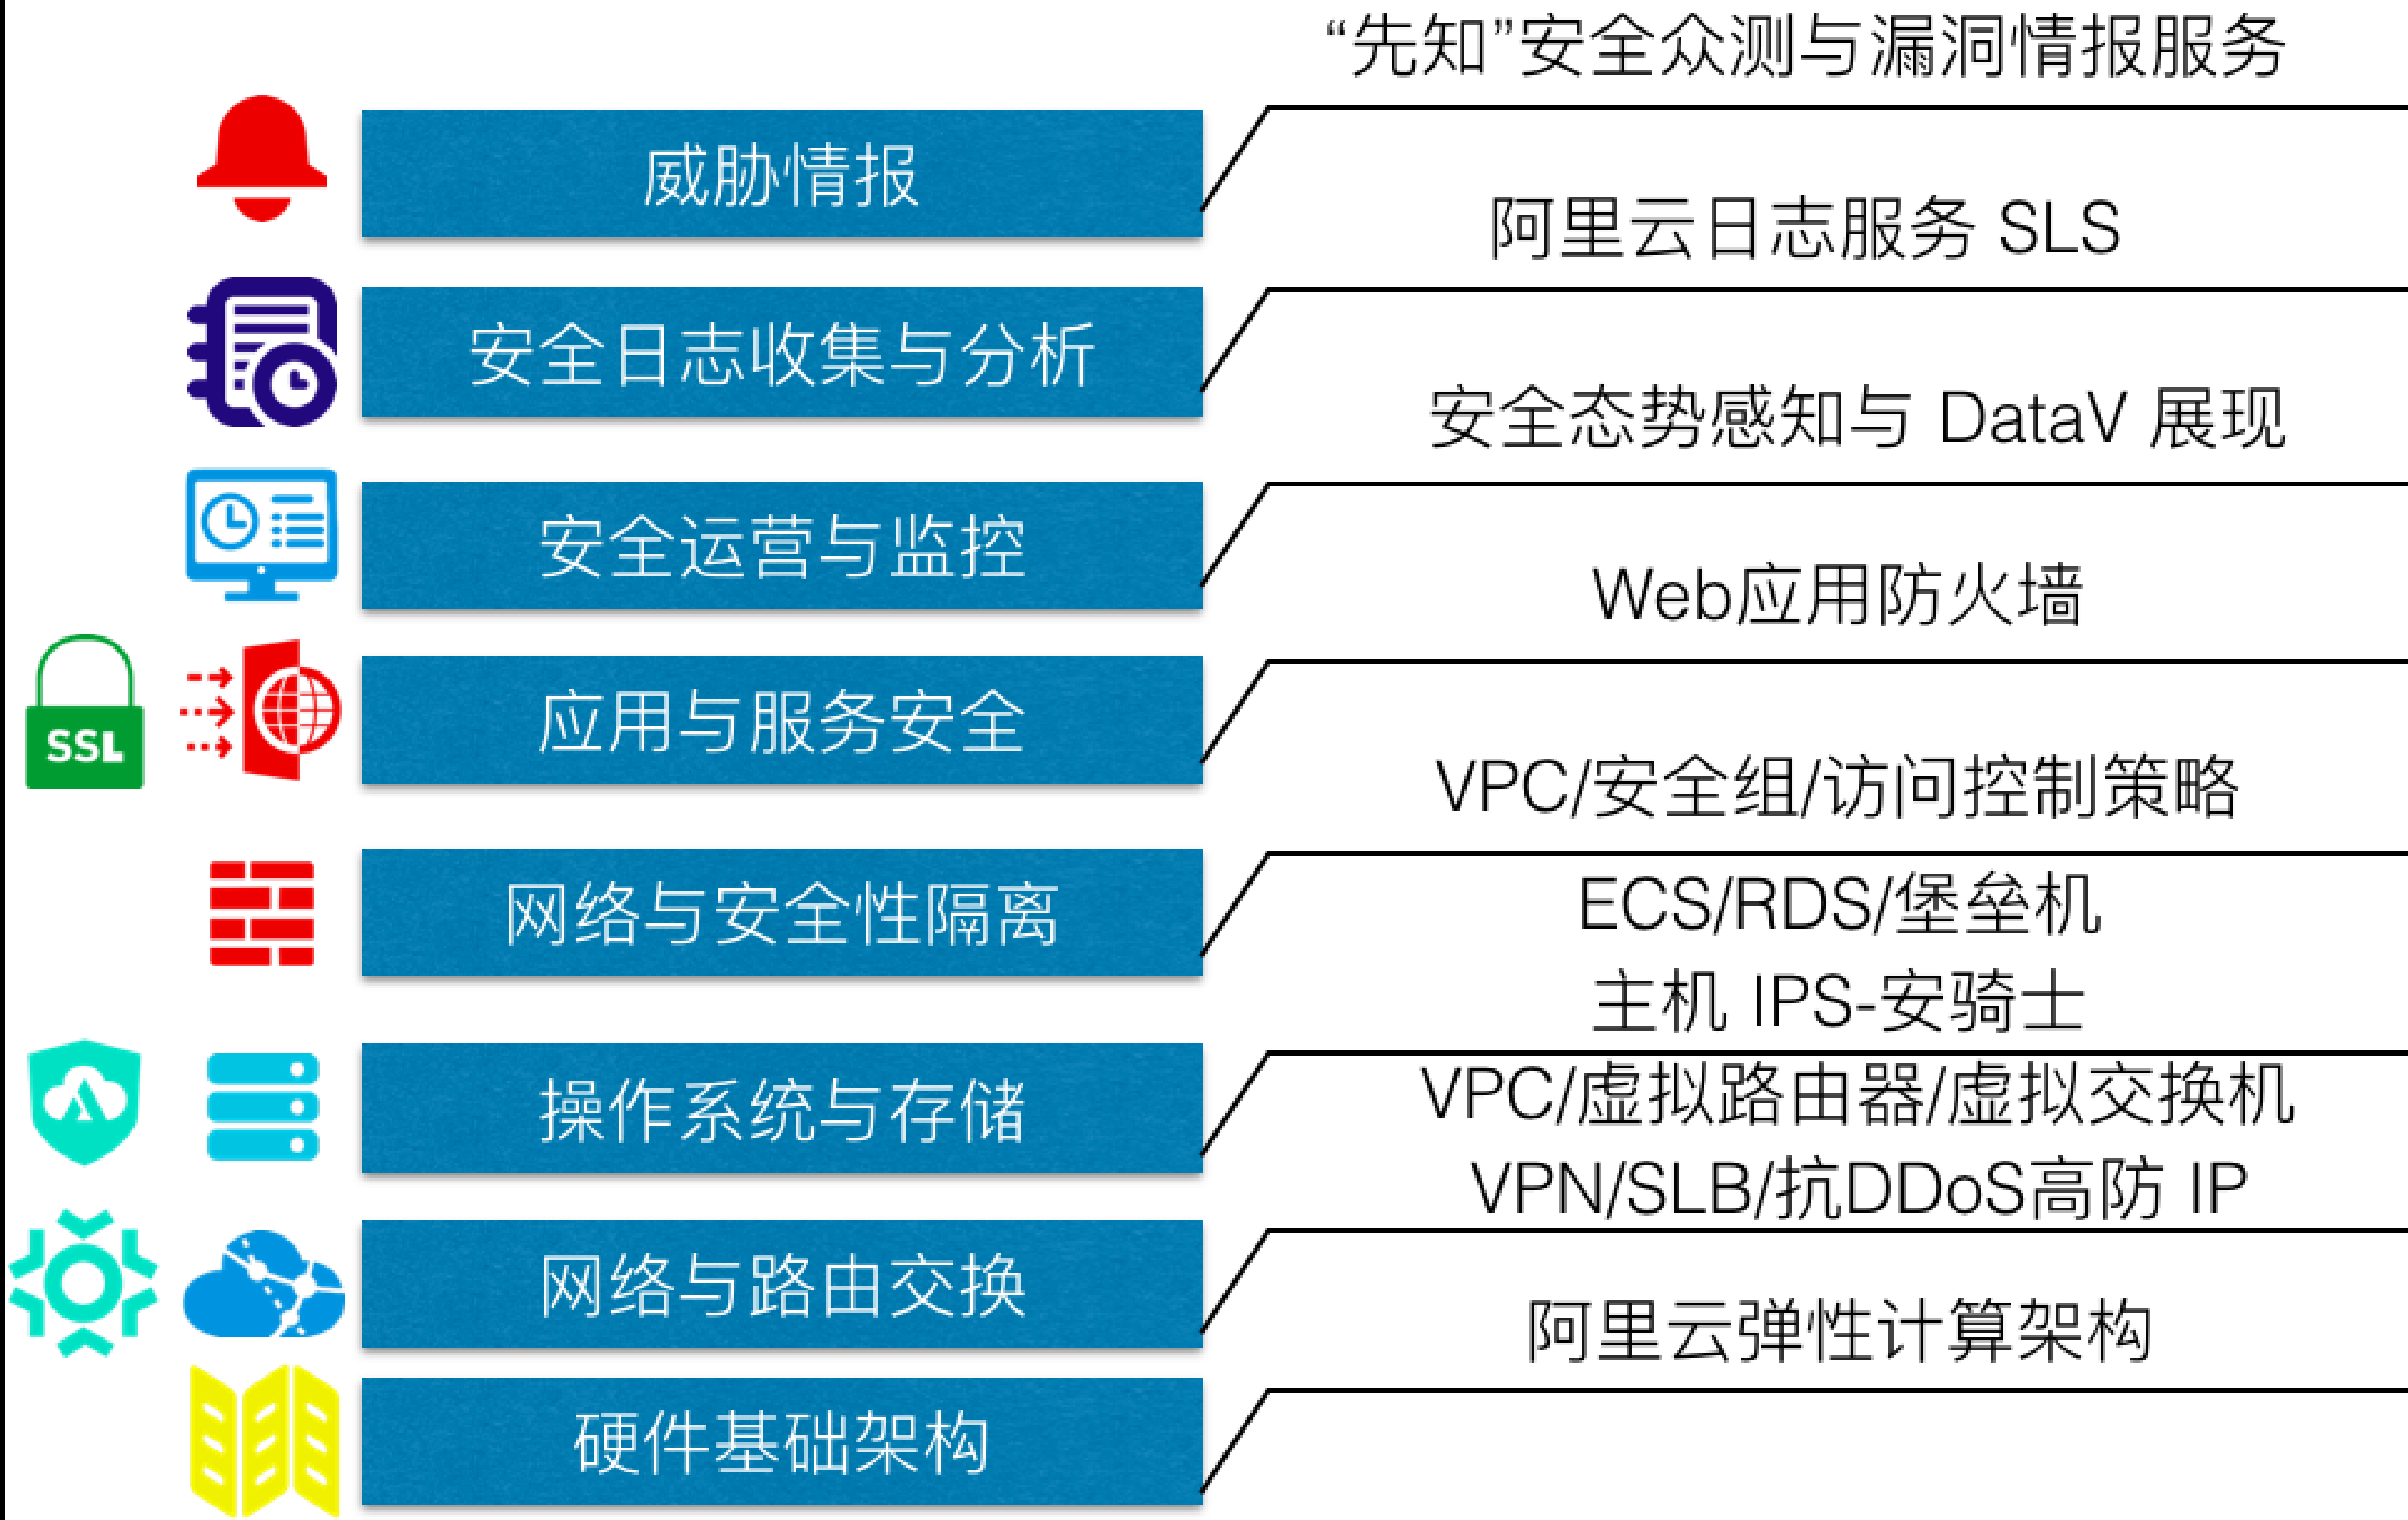 “先知”安全众测与漏洞情报服务
威胁情报
阿里云日志服务 SLS
安全日志收集与分析
安全态势感知与 DataV 展现
安全运营与监控
Web应用防火墙
SSL
应用与服务安全
VPC/安全组/访问控制策略
网络与安全性隔离
ECS/RDS/堡垒机
主机 IPS-安骑士
操作系统与存储
VPC/虚拟路由器/虚拟交换机
VPN/SLB/抗DDoS高防 IP
网络与路由交换
阿里云弹性计算架构
硬件基础架构